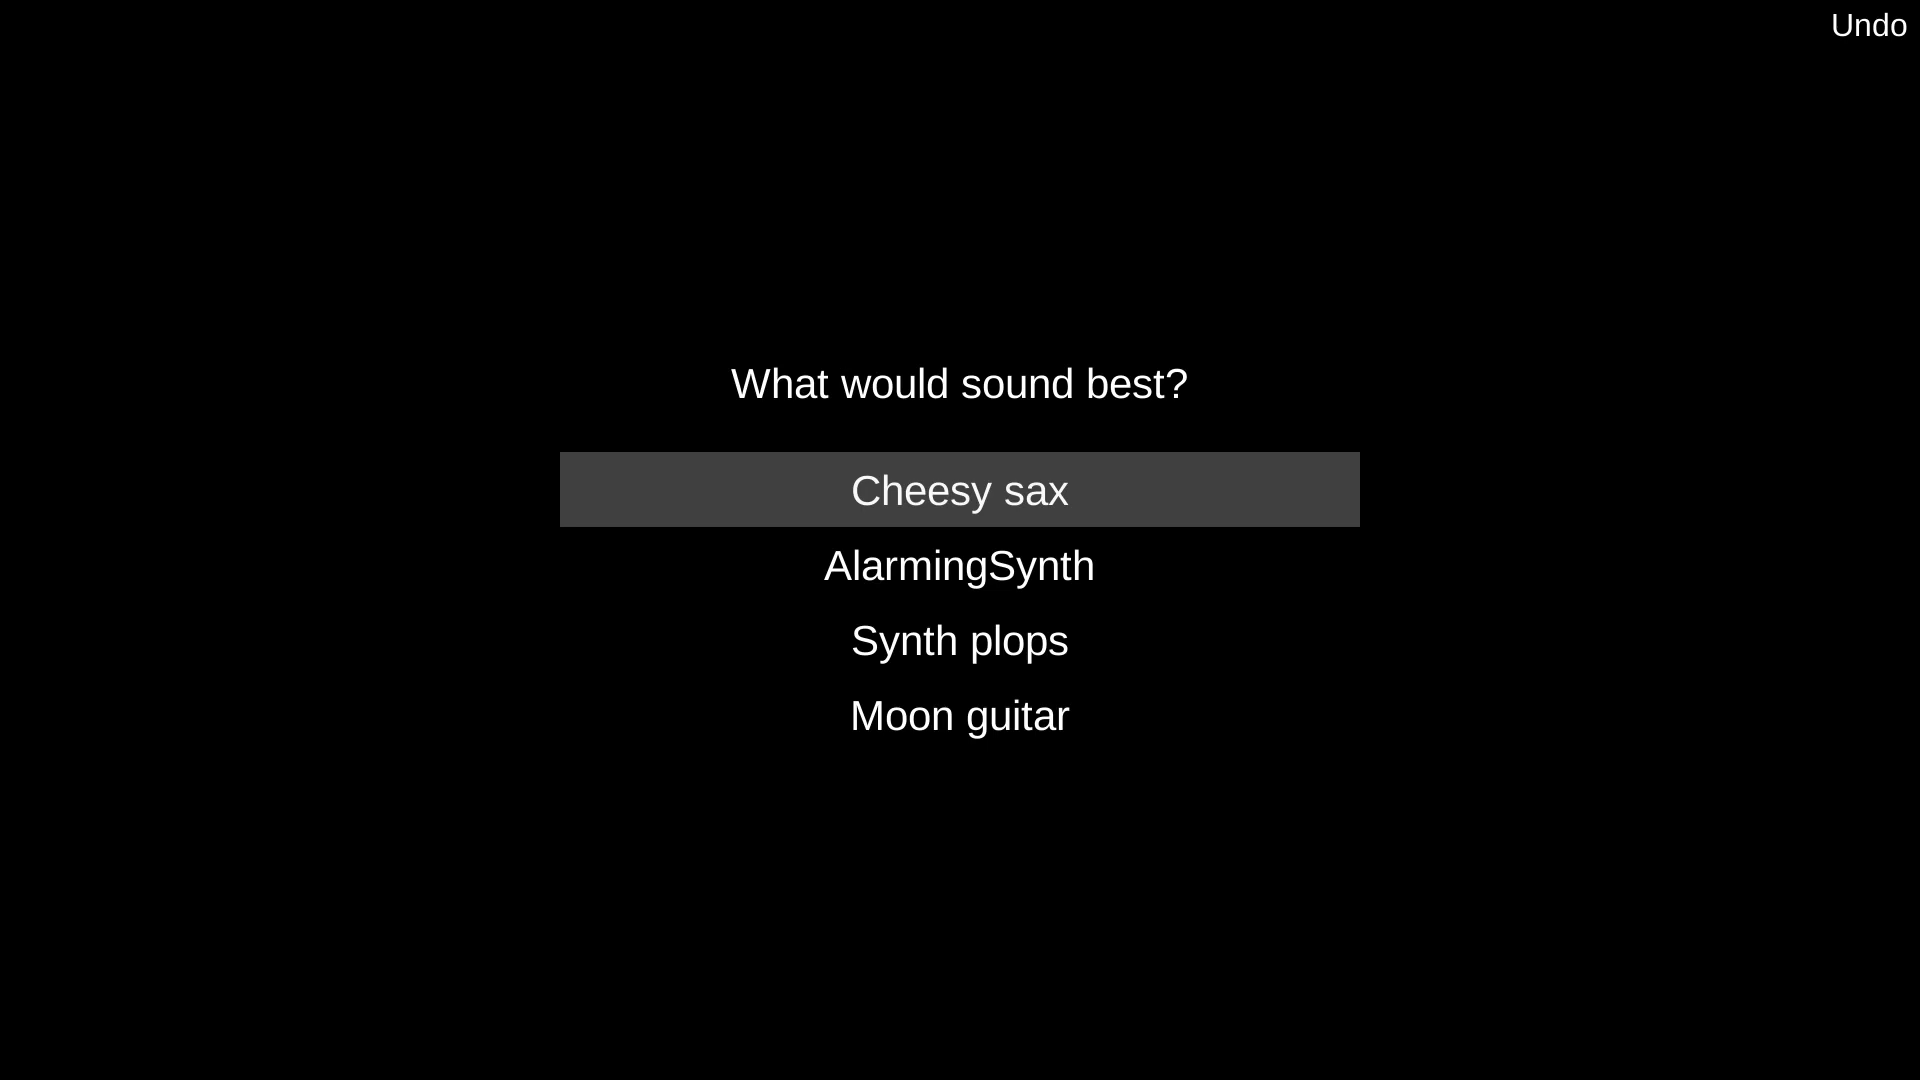 Undo
What would sound best?
Cheesy sax
AlarmingSynth
Synth plops
Moon guitar